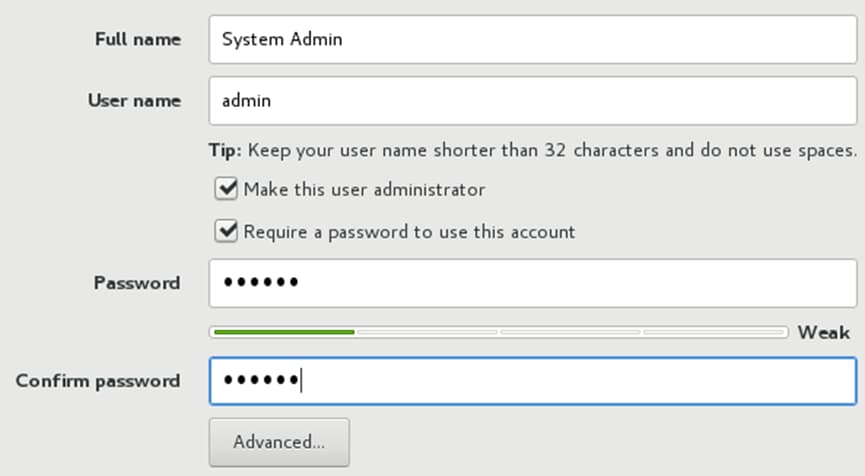 Full name System Admin
User name admin
Tip: Keep your user name shorter than 32 characters and do not use spaces.
Make this user administrator
Require a password to use this account
Password ••••••
Weak
Confirm password ••••••
Advanced...